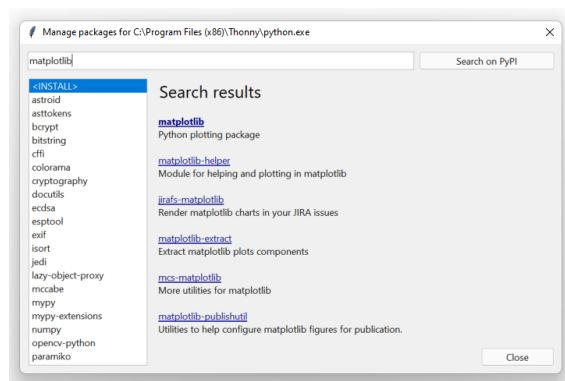 Manage packages for C:\Program Files (x86)\Thonny\python.exe
matplotlib
Search on PyPI
<INSTALL>
astroid
asttokens
bcrypt
bitstring
cffi
colorama
cryptography
docutils
ecdsa
esptool
exif
isort
jedi
lazy-object-proxy
mccabe
mypy
mypy-extensions
numpy
opencv-python
paramiko
Search results
matplotlib
Python plotting package
matplotlib-helper
Module for helping and plotting in matplotlib
jirafs-matplotlib
Render matplotlib charts in your JIRA issues
matplotlib-extract
Extract matplotlib plots components
mcs-matplotlib
More utilities for matplotlib
matplotlib-publishutil
Utilities to help configure matplotlib figures for publication.
Close